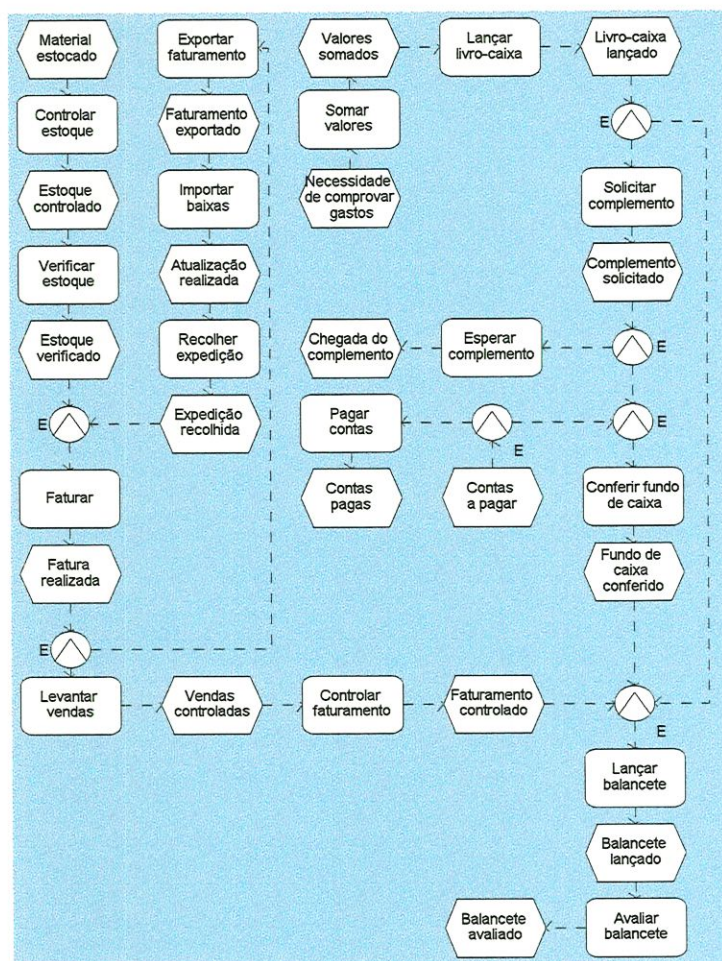 Material
estocado
Exportar
faturamento
Valores
somados
Lançar
livro-caixa
Livro-caixa
lançado
Controlar
estoque
Faturamento
exportado
Somar
valores
E
Estoque
controlado
Importar
baixas
Necessidade
de comprovar
gastos
Solicitar
complemento
Verificar
estoque
Atualização
realizada
Complemento
solicitado
Estoque
verificado
Recolher
expedição
Chegada do
complemento
Esperar
complemento
E
E
Expedição
recolhida
Pagar
contas
E
E
Faturar
Contas
pagas
Contas
a pagar
Conferir fundo
de caixa
Fatura
realizada
Fundo de
caixa
conferido
E
Levantar
vendas
Vendas
controladas
Controlar
faturamento
Faturamento
controlado
E
Lançar
balancete
Balancete
lançado
Balancete
avaliado
Avaliar
balancete